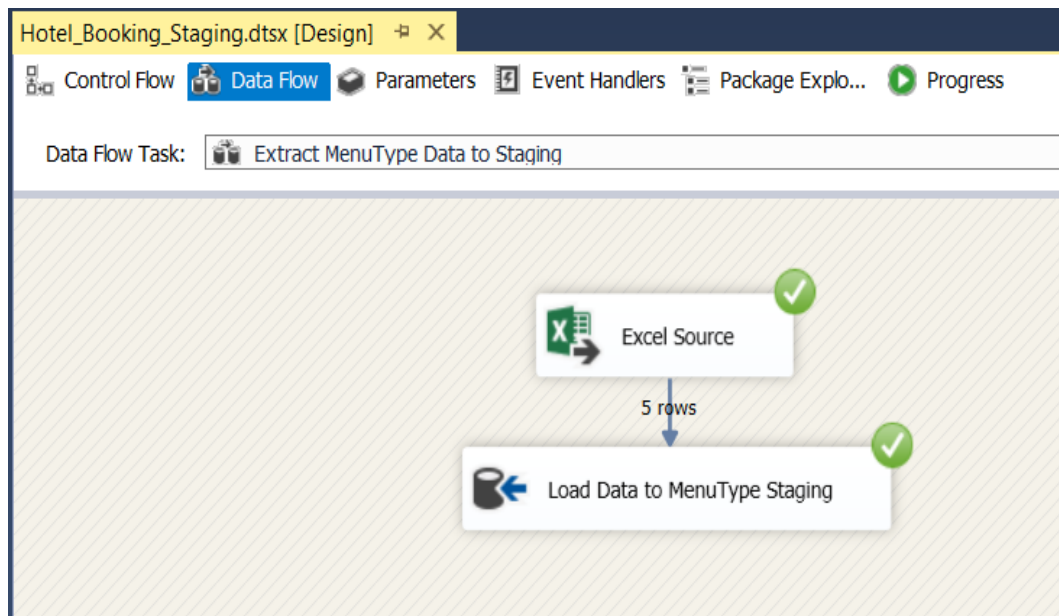 Hotel_Booking_Staging.dtsx [Design]
Control Flow Data Flow Parameters Event Handlers Package Explo... Progress
Data Flow Task: Extract MenuType Data to Staging
Excel Source
5 rows
Load Data to MenuType Staging